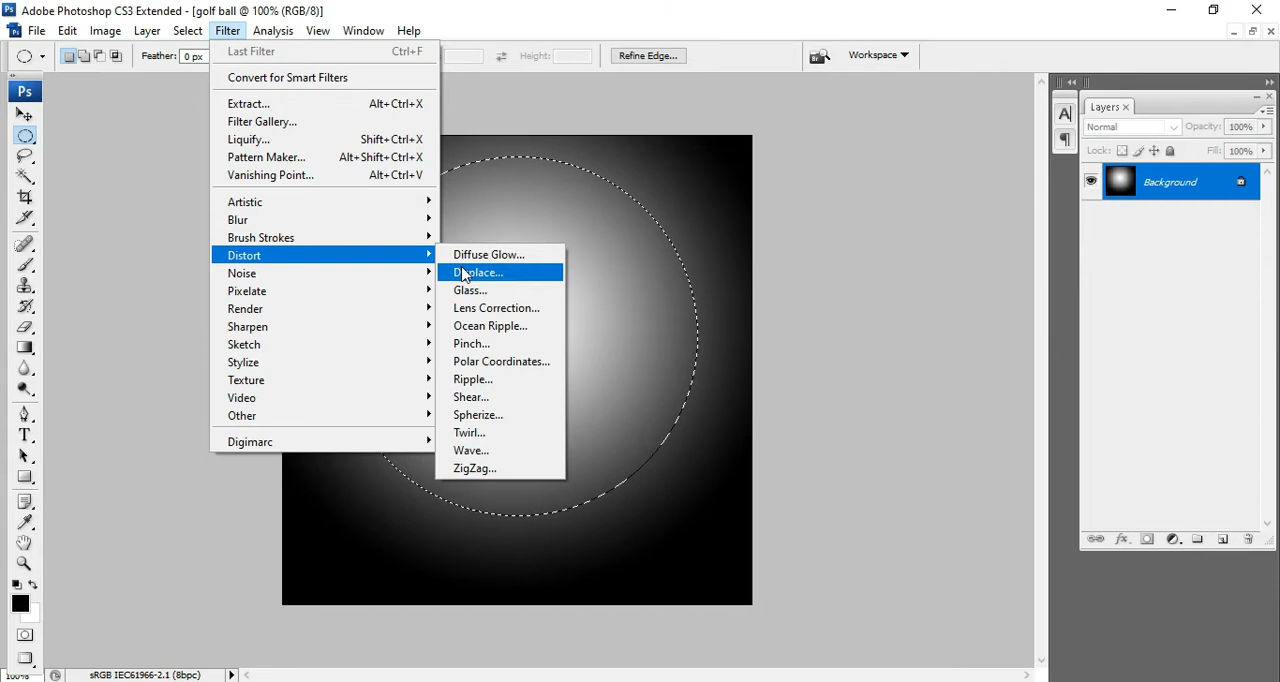 Adobe Photoshop CS3 Extended - [golf ball @ 100% (RGB/8)]
File Edit Image Layer Select Filter Analysis View Window Help
Feather: 0 px Height: Refine Edge... Workspace
Last Filter Ctrl+F
Convert for Smart Filters
Extract... Alt+Ctrl+X
Filter Gallery...
Liquify... Shift+Ctrl+X
Pattern Maker... Alt+Shift+Ctrl+X
Vanishing Point... Alt+Ctrl+V
Artistic
Blur
Brush Strokes
Distort
Noise
Pixelate
Render
Sharpen
Sketch
Stylize
Texture
Video
Other
Digimarc
Diffuse Glow...
Displace...
Glass...
Lens Correction...
Ocean Ripple...
Pinch...
Polar Coordinates...
Ripple...
Shear...
Spherize...
Twirl...
Wave...
ZigZag...
Ps
Layers
Normal Opacity: 100%
Lock: Fill: 100%
Background
100% sRGB IEC61966-2.1 (8bpc)